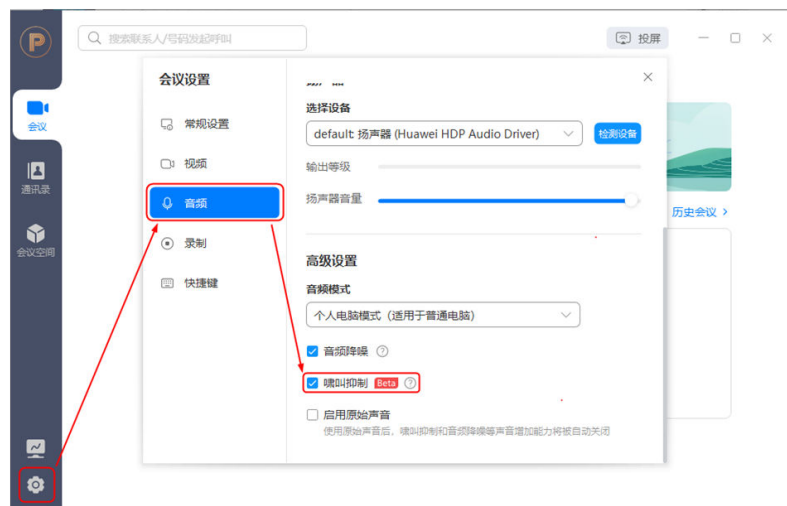 P
搜索联系人/号码发起呼叫
投屏
会议
通讯录
会议空间
会议设置
常规设置
视频
音频
录制
快捷键
选择设备
default: 扬声器 (Huawei HDP Audio Driver)
检测设备
输出等级
扬声器音量
历史会议
高级设置
音频模式
个人电脑模式（适用于普通电脑）
音频降噪
啸叫抑制 Beta
启用原始声音
使用原始声音后，啸叫抑制和音频降噪等声音增加能力将被自动关闭